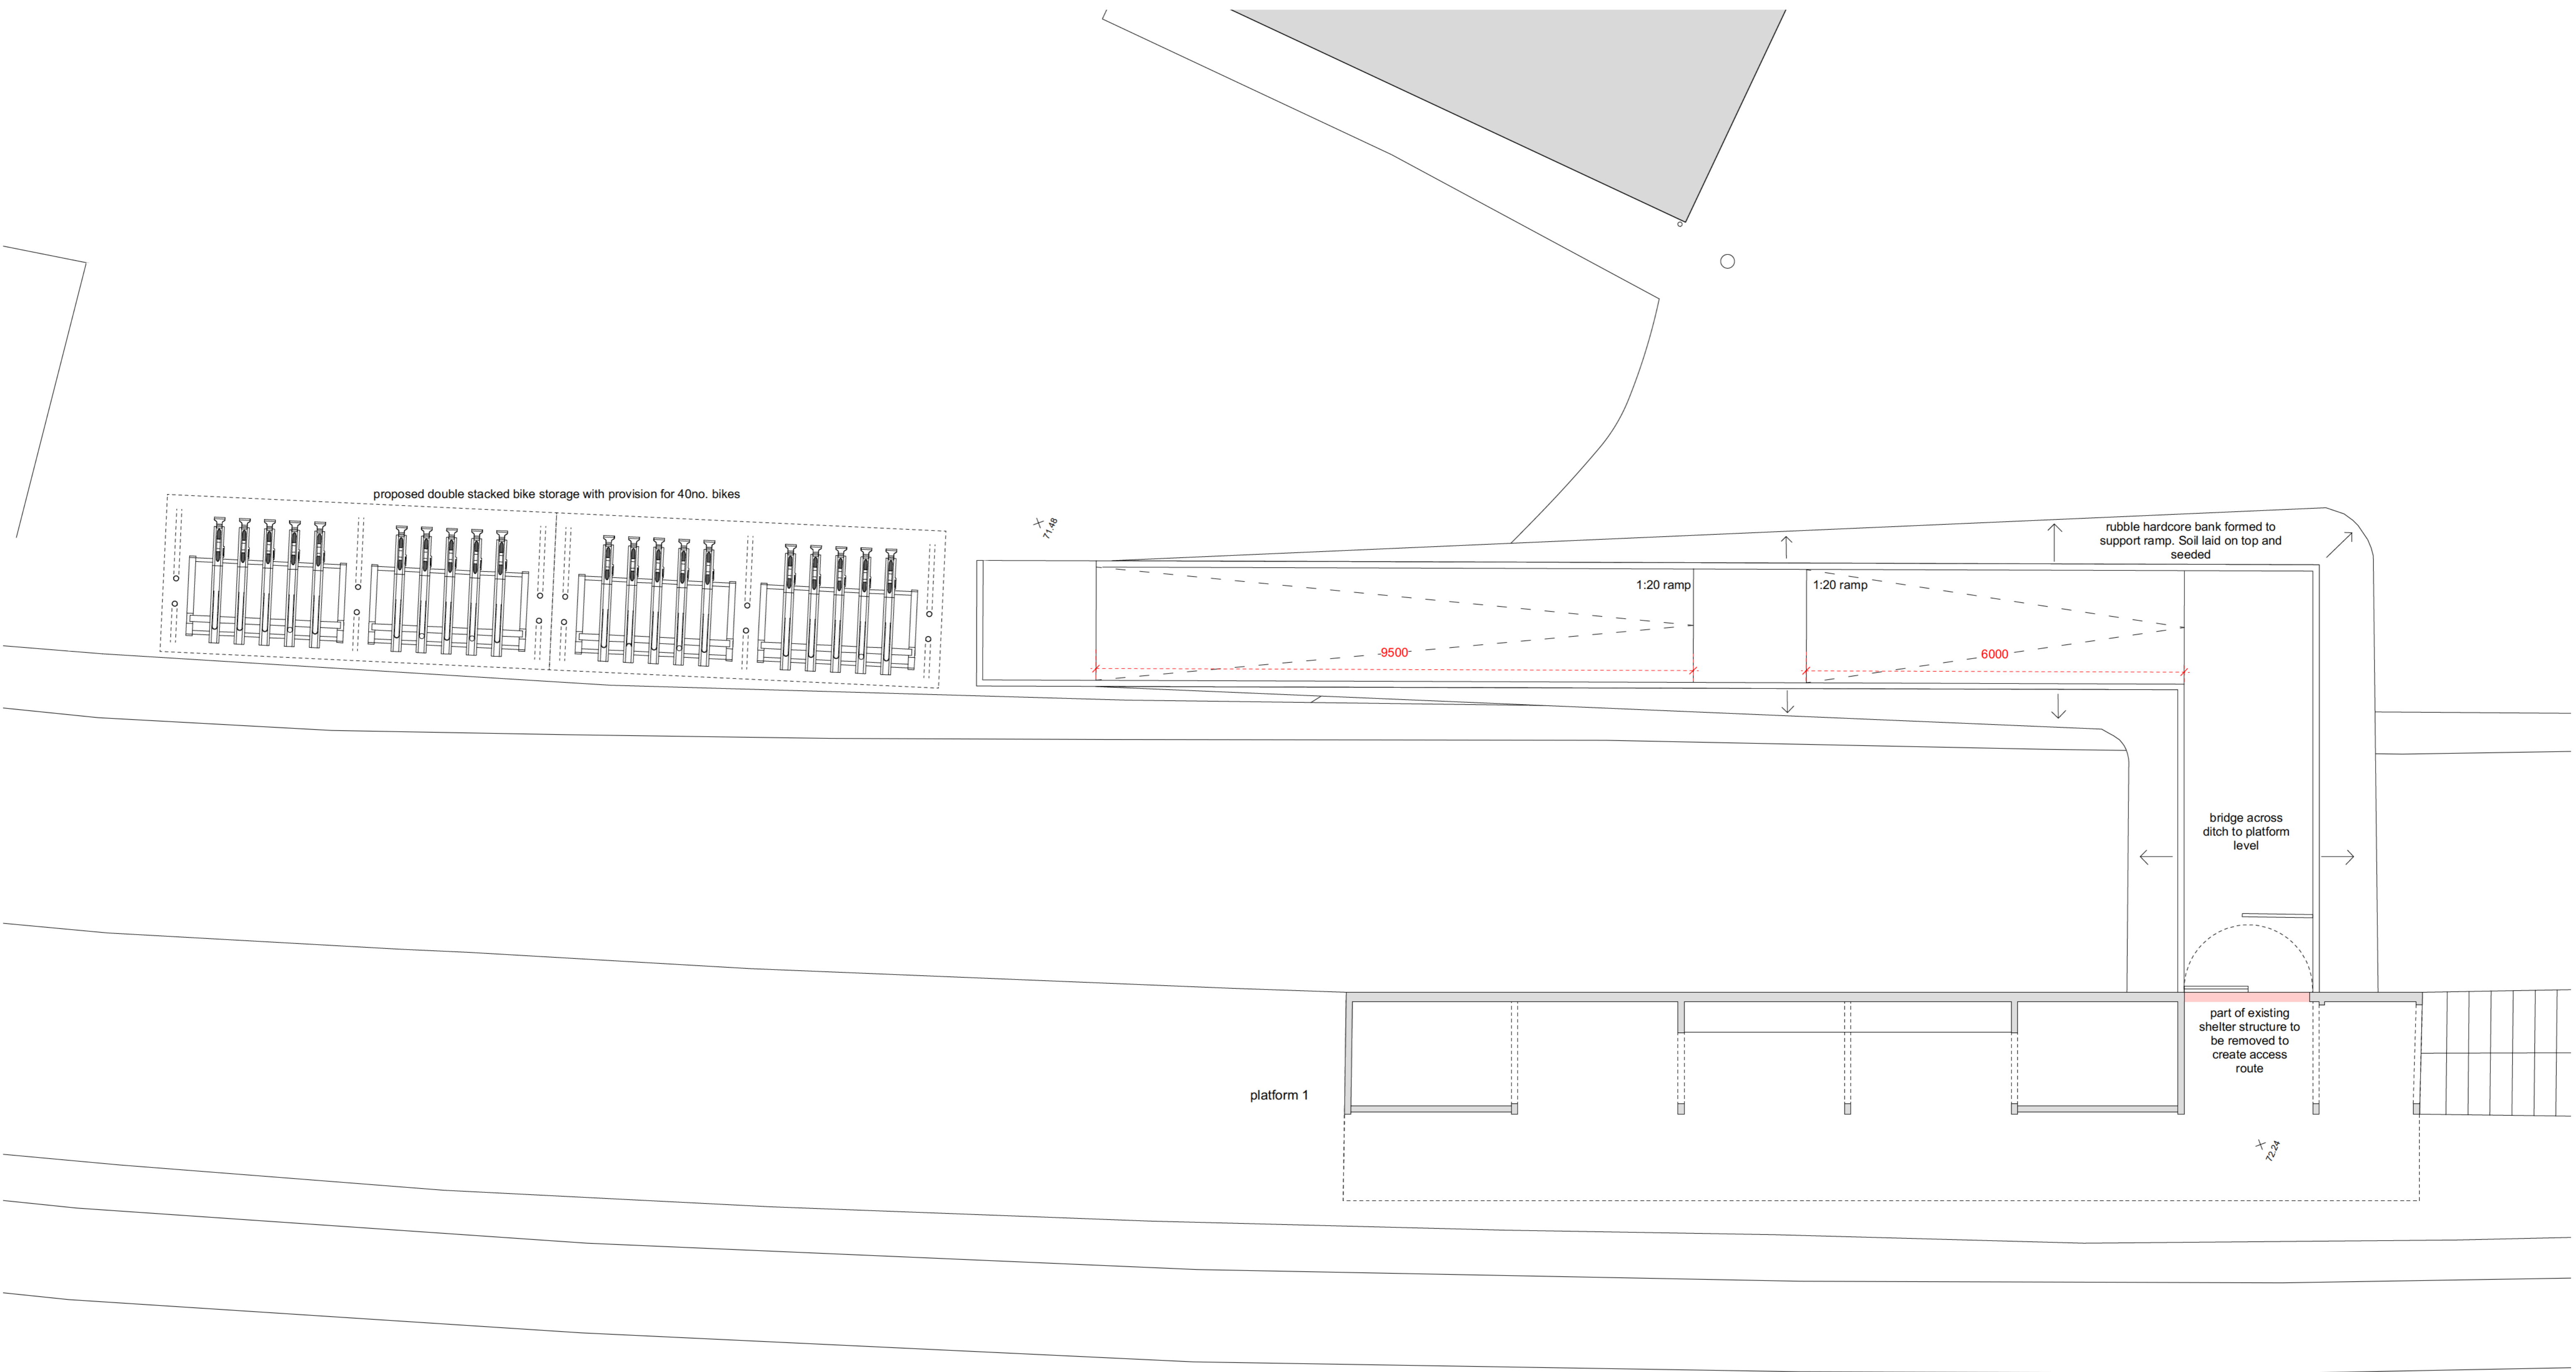 proposed double stacked bike storage with provision for 40no. bikes
71.48
rubble hardcore bank formed to
support ramp. Soil laid on top and
seeded
1:20 ramp
1:20 ramp
9500
6000
bridge across
ditch to platform
level
part of existing
shelter structure to
be removed to
create access
route
platform 1
72.24